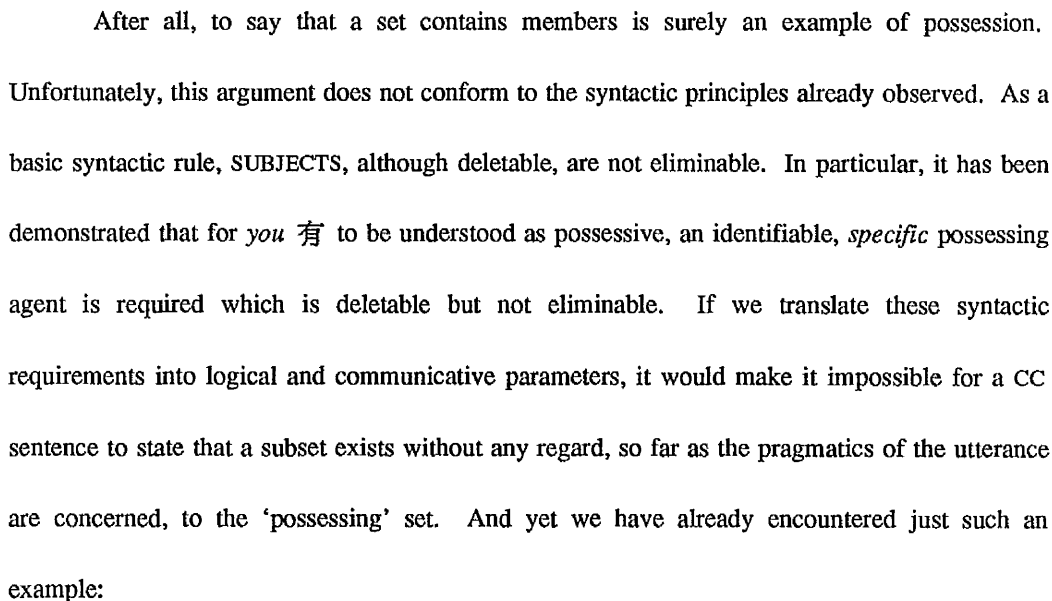 After all, to say that a set contains members is surely an example of possession.
Unfortunately, this argument does not conform to the syntactic principles already observed. As a
basic syntactic rule, SUBJECTS, although deletable, are not eliminable. In particular, it has been
demonstrated that for you 有 to be understood as possessive, an identifiable, specific possessing
agent is required which is deletable but not eliminable. If we translate these syntactic
requirements into logical and communicative parameters, it would make it impossible for a CC
sentence to state that a subset exists without any regard, so far as the pragmatics of the utterance
are concerned, to the ‘possessing’ set. And yet we have already encountered just such an
example: